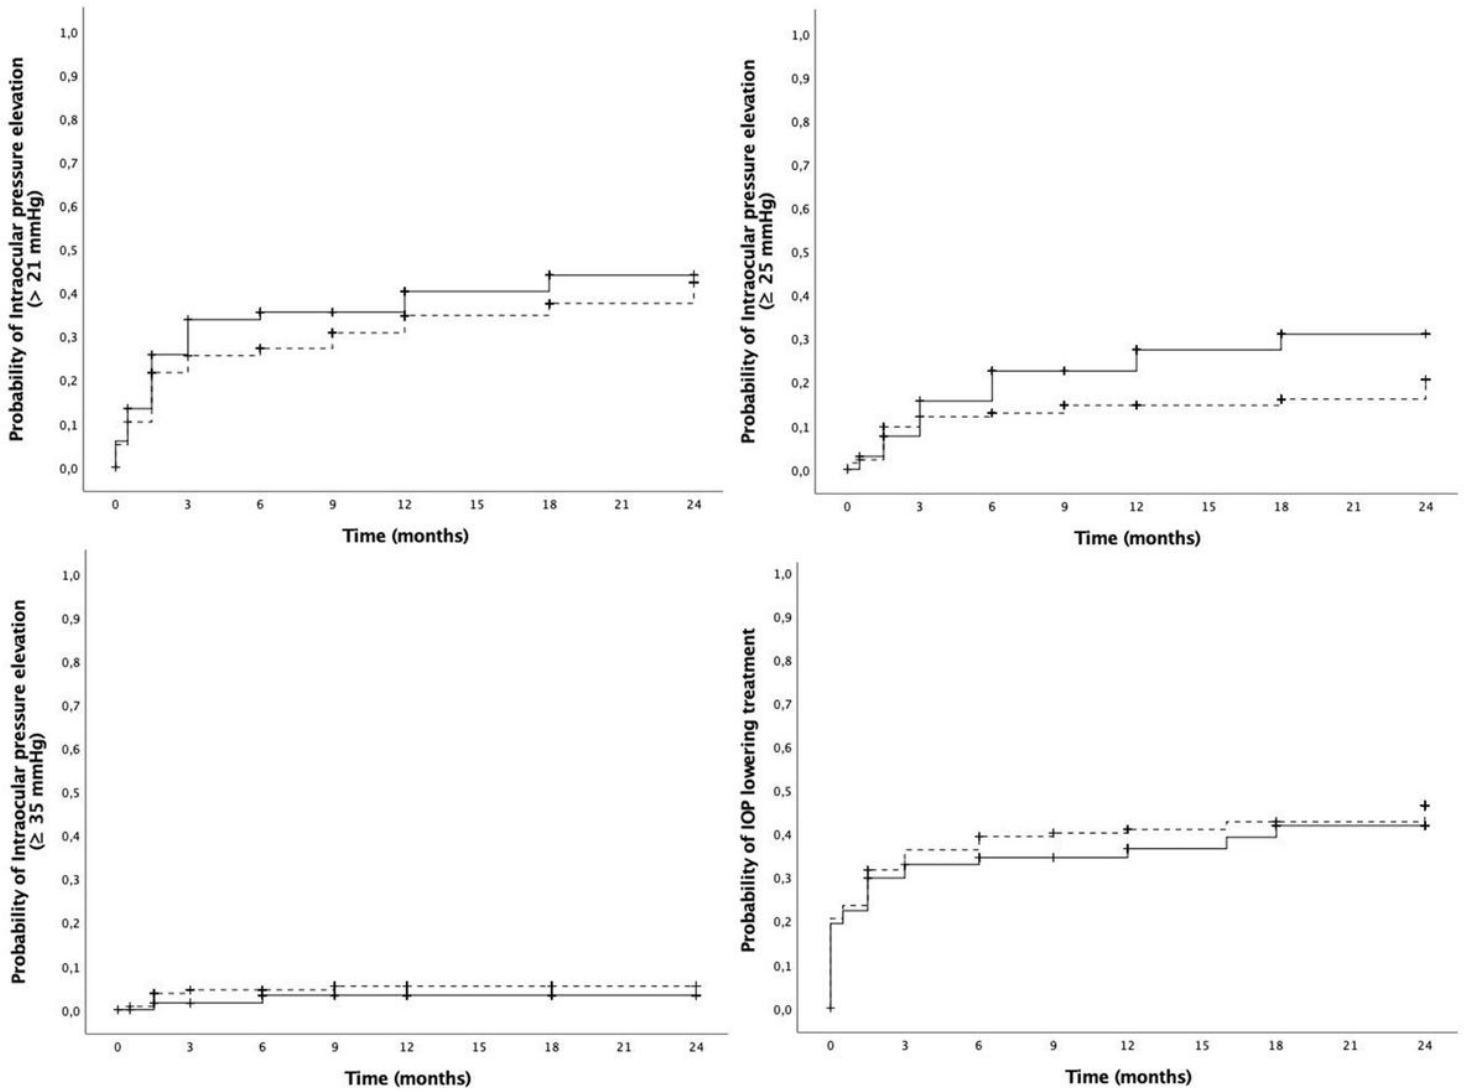 Probability of Intraocular pressure elevation
(> 21 mmHg)
1,0
0,9
0,8
0,7
0,6
0,5
0,4
0,3
0,2
0,1
0,0
0 3 6 9 12 15 18 21 24
Time (months)
Probability of Intraocular pressure elevation
(≥ 25 mmHg)
1,0
0,9
0,8
0,7
0,6
0,5
0,4
0,3
0,2
0,1
0,0
0 3 6 9 12 15 18 21 24
Time (months)
Probability of Intraocular pressure elevation
(≥ 35 mmHg)
1,0
0,9
0,8
0,7
0,6
0,5
0,4
0,3
0,2
0,1
0,0
0 3 6 9 12 15 18 21 24
Time (months)
Probability of IOP lowering treatment
1,0
0,9
0,8
0,7
0,6
0,5
0,4
0,3
0,2
0,1
0,0
0 3 6 9 12 15 18 21 24
Time (months)